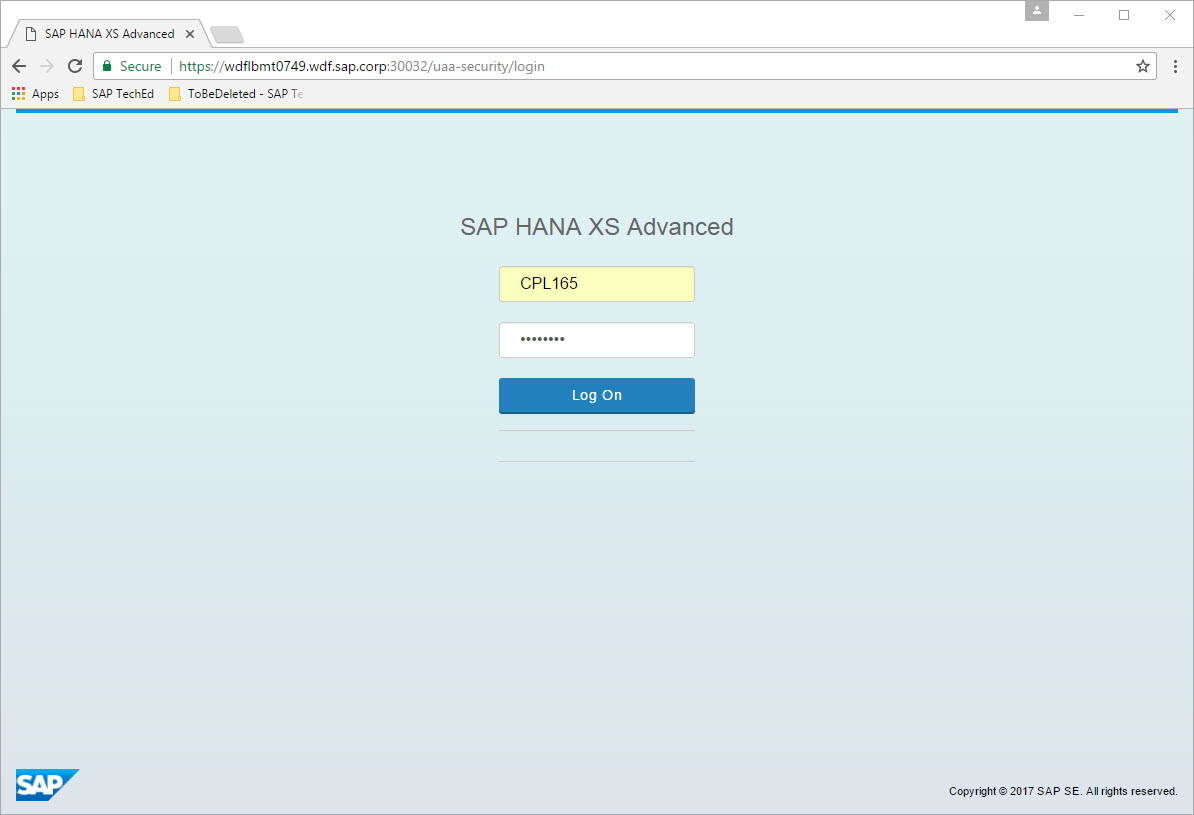 SAP HANA XS Advanced
Secure https://wdflbmt0749.wdf.sap.corp:30032/uaa-security/login
Apps SAP TechEd ToBeDeleted - SAP Te
SAP HANA XS Advanced
CPL165
••••••••
Log On
SAP
Copyright © 2017 SAP SE. All rights reserved.